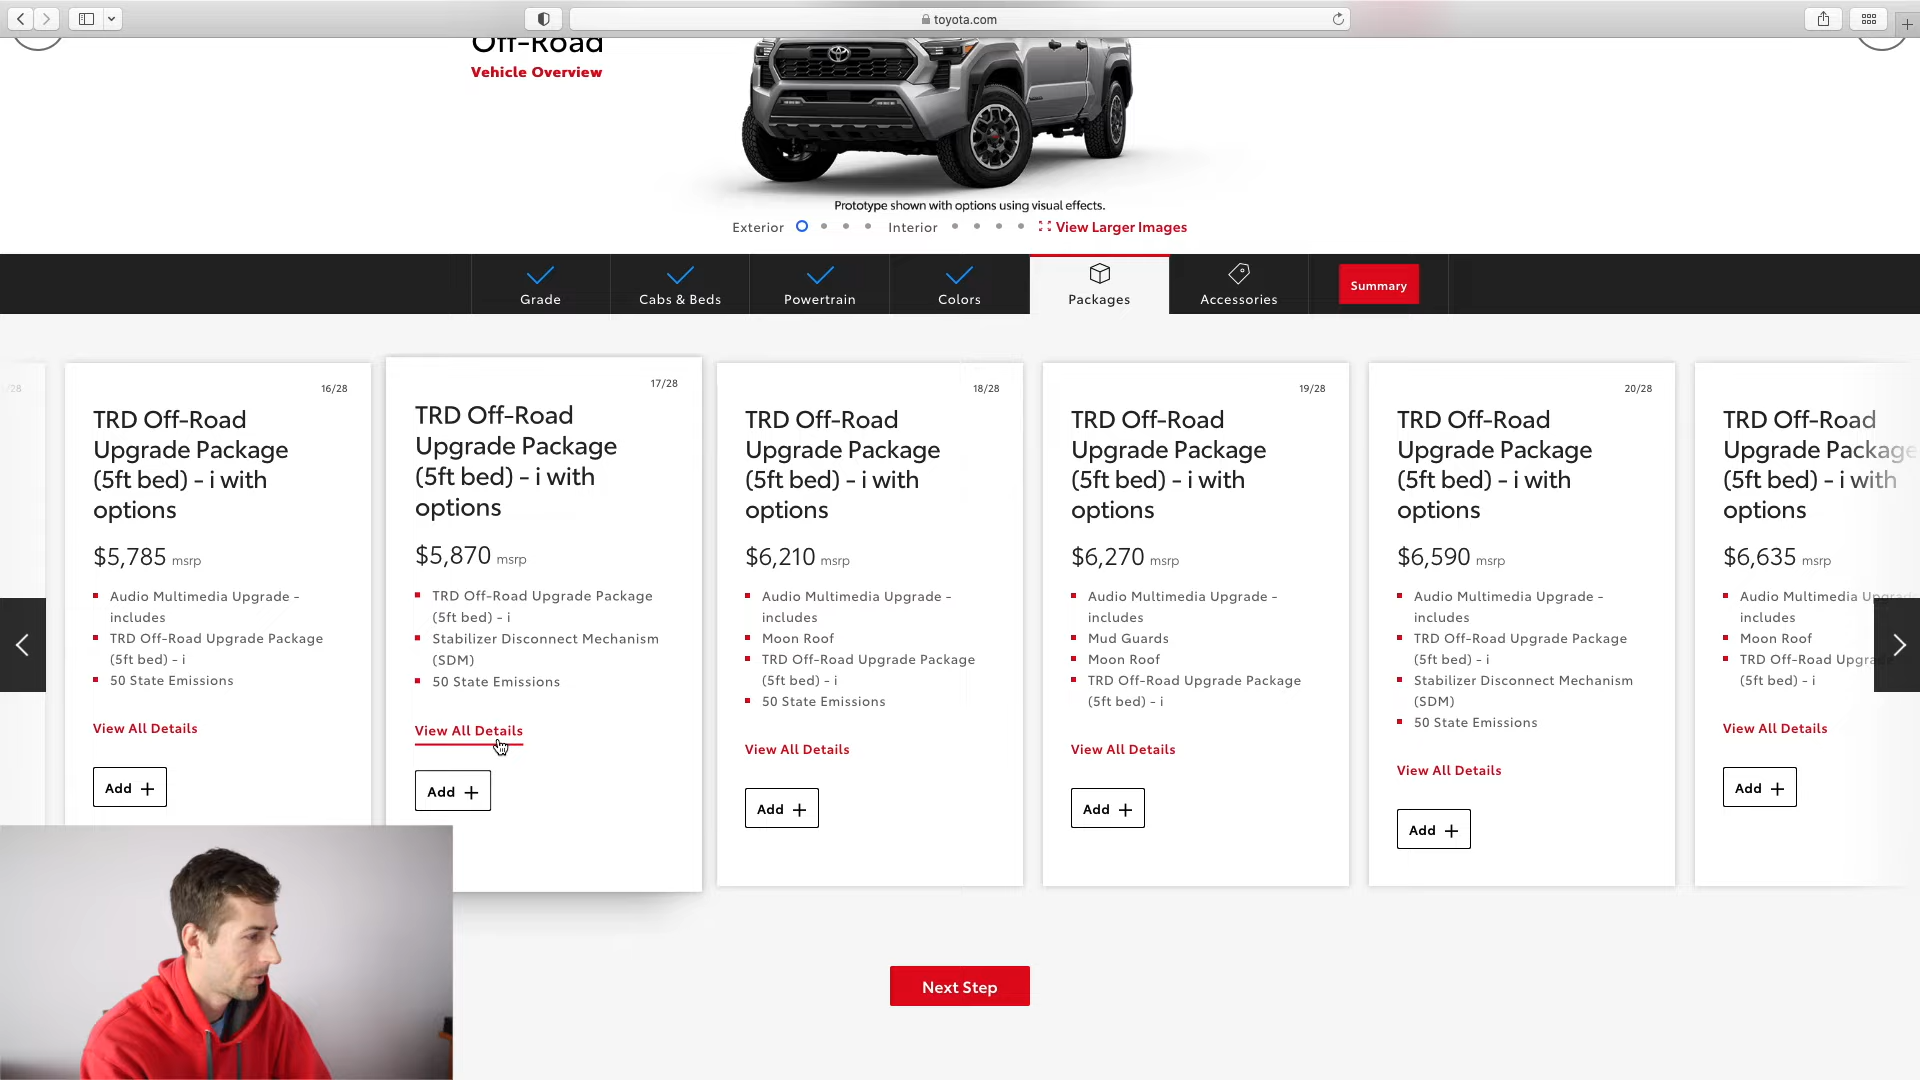 toyota.com
Off-Road
Vehicle Overview
Prototype shown with options using visual effects.
Exterior
Interior
View Larger Images
Grade
Cabs & Beds
Powertrain
Colors
Packages
Accessories
Summary
/28
16/28
TRD Off-Road
Upgrade Package
(5ft bed) - i with
options
$5,785 msrp
Audio Multimedia Upgrade -
includes
TRD Off-Road Upgrade Package
(5ft bed) - i
50 State Emissions
View All Details
Add +
17/28
TRD Off-Road
Upgrade Package
(5ft bed) - i with
options
$5,870 msrp
TRD Off-Road Upgrade Package
(5ft bed) - i
Stabilizer Disconnect Mechanism
(SDM)
50 State Emissions
View All Details
Add +
18/28
TRD Off-Road
Upgrade Package
(5ft bed) - i with
options
$6,210 msrp
Audio Multimedia Upgrade -
includes
Moon Roof
TRD Off-Road Upgrade Package
(5ft bed) - i
50 State Emissions
View All Details
Add +
19/28
TRD Off-Road
Upgrade Package
(5ft bed) - i with
options
$6,270 msrp
Audio Multimedia Upgrade -
includes
Mud Guards
Moon Roof
TRD Off-Road Upgrade Package
(5ft bed) - i
View All Details
Add +
20/28
TRD Off-Road
Upgrade Package
(5ft bed) - i with
options
$6,590 msrp
Audio Multimedia Upgrade -
includes
TRD Off-Road Upgrade Package
(5ft bed) - i
Stabilizer Disconnect Mechanism
(SDM)
50 State Emissions
View All Details
Add +
TRD Off-Road
Upgrade Package
(5ft bed) - i with
options
$6,635 msrp
Audio Multimedia Upgrad
includes
Moon Roof
TRD Off-Road Upgrade
(5ft bed) - i
View All Details
Add +
Next Step